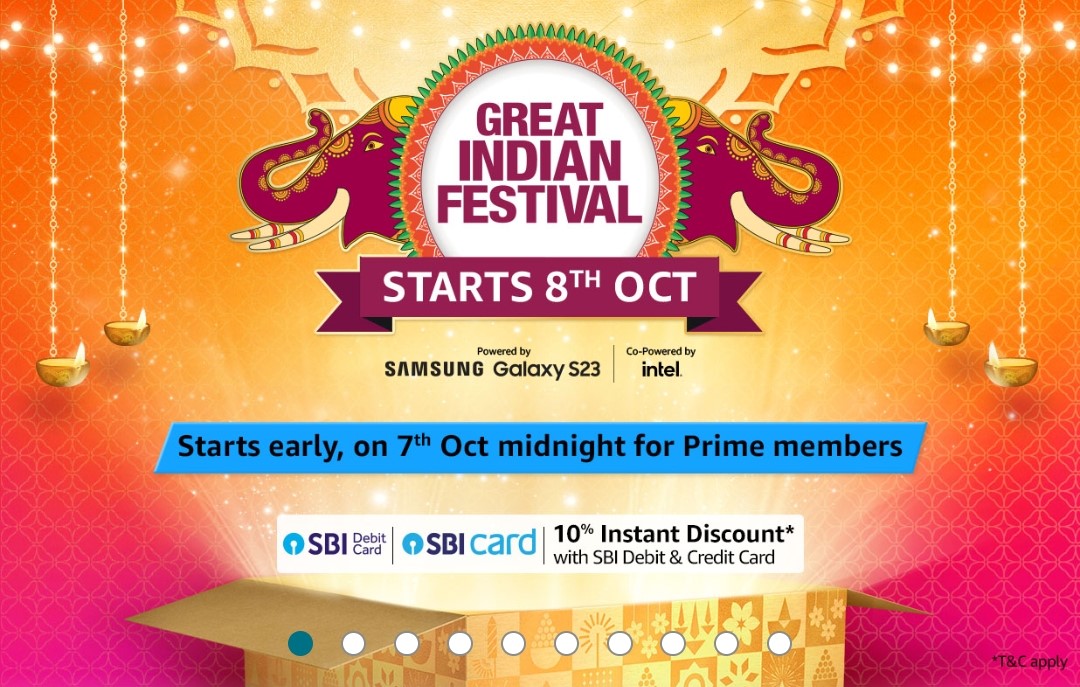 GREAT
INDIAN
FESTIVAL
STARTS 8TH OCT
Powered by
SAMSUNG Galaxy S23
Co-Powered by
intel.
Starts early, on 7th Oct midnight for Prime members
SBI Debit Card
SBI card
10% Instant Discount*
with SBI Debit & Credit Card
*T&C apply